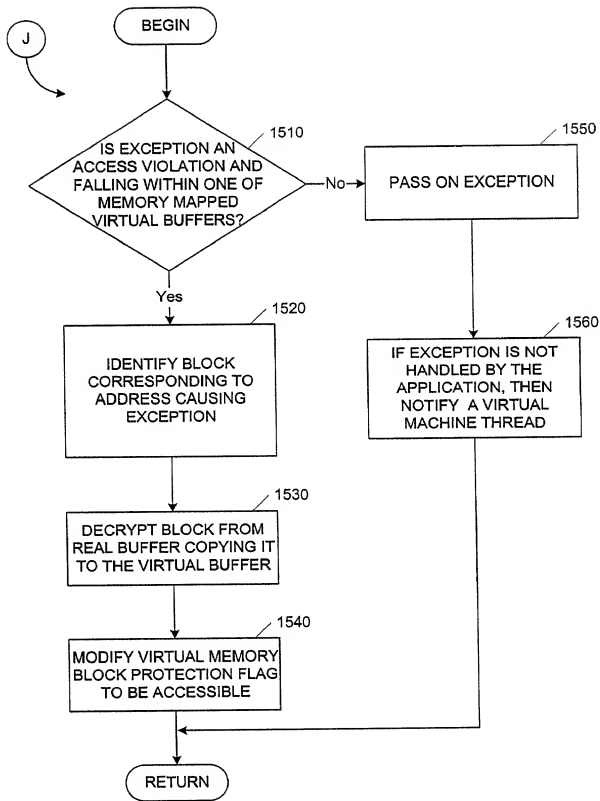 J
BEGIN
1510
IS EXCEPTION AN
ACCESS VIOLATION AND
FALLING WITHIN ONE OF
MEMORY MAPPED
VIRTUAL BUFFERS?
No
1550
PASS ON EXCEPTION
Yes
1520
IDENTIFY BLOCK
CORRESPONDING TO
ADDRESS CAUSING
EXCEPTION
1560
IF EXCEPTION IS NOT
HANDLED BY THE
APPLICATION, THEN
NOTIFY A VIRTUAL
MACHINE THREAD
1530
DECRYPT BLOCK FROM
REAL BUFFER COPYING IT
TO THE VIRTUAL BUFFER
1540
MODIFY VIRTUAL MEMORY
BLOCK PROTECTION FLAG
TO BE ACCESSIBLE
RETURN